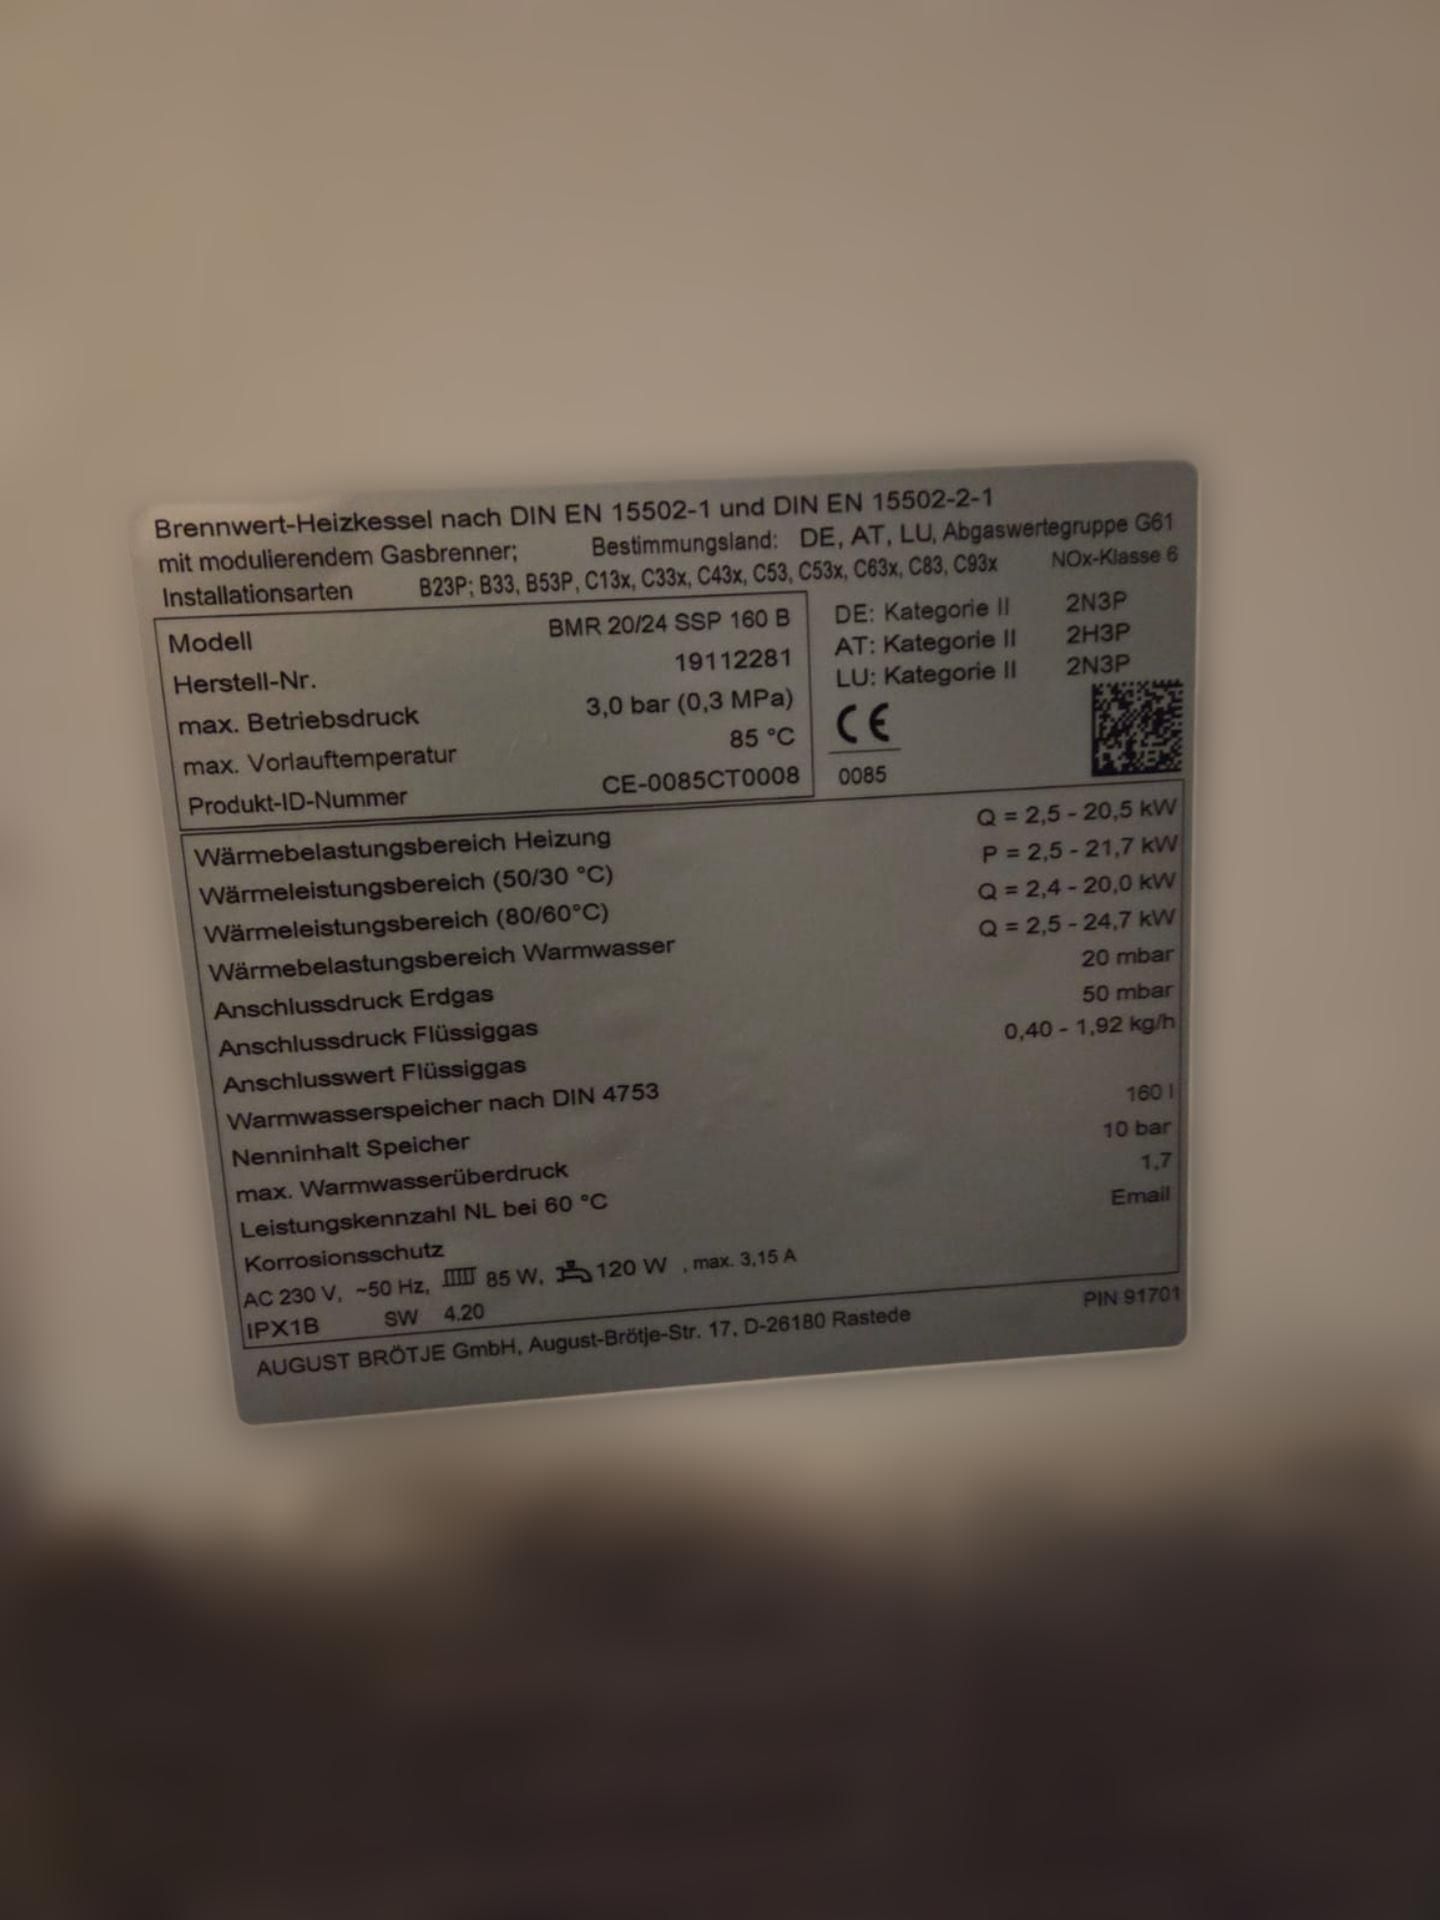 Brennwert-Heizkessel nach DIN EN 15502-1 und DIN EN 15502-2-1
mit modulierendem Gasbrenner; Bestimmungsland: DE, AT, LU, Abgaswertegruppe G61
Installationsarten B23P; B33, B53P, C13x, C33x, C43x, C53, C53x, C63x, C83, C93x NOx-Klasse 6
Modell BMR 20/24 SSP 160 B
Herstell-Nr. 19112281
max. Betriebsdruck 3,0 bar (0,3 MPa)
max. Vorlauftemperatur 85 °C
Produkt-ID-Nummer CE-0085CT0008
DE: Kategorie II 2N3P
AT: Kategorie II 2H3P
LU: Kategorie II 2N3P
CE
0085
Wärmebelastungsbereich Heizung Q = 2,5 - 20,5 kW
Wärmeleistungsbereich (50/30 °C) P = 2,5 - 21,7 kW
Wärmeleistungsbereich (80/60°C) Q = 2,4 - 20,0 kW
Wärmebelastungsbereich Warmwasser Q = 2,5 - 24,7 kW
Anschlussdruck Erdgas 20 mbar
Anschlussdruck Flüssiggas 50 mbar
Anschlusswert Flüssiggas 0,40 - 1,92 kg/h
Warmwasserspeicher nach DIN 4753
Nenninhalt Speicher 160 l
max. Warmwasserüberdruck 10 bar
Leistungskennzahl NL bei 60 °C 1,7
Korrosionsschutz Email
AC 230 V, ~50 Hz, 85 W, 120 W , max. 3,15 A
IPX1B SW 4.20
AUGUST BRÖTJE GmbH, August-Brötje-Str. 17, D-26180 Rastede PIN 91701